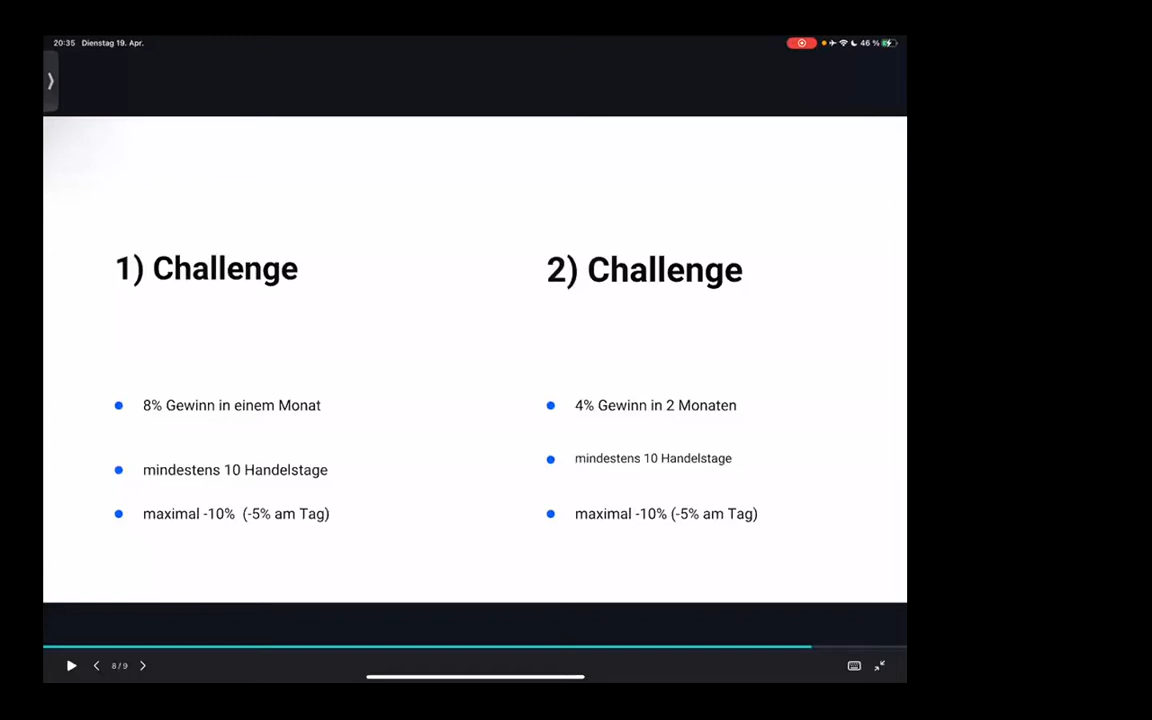 20:35 Dienstag 19. Apr.
46 %
1) Challenge
8% Gewinn in einem Monat
mindestens 10 Handelstage
maximal -10% (-5% am Tag)
2) Challenge
4% Gewinn in 2 Monaten
mindestens 10 Handelstage
maximal -10% (-5% am Tag)
8/9